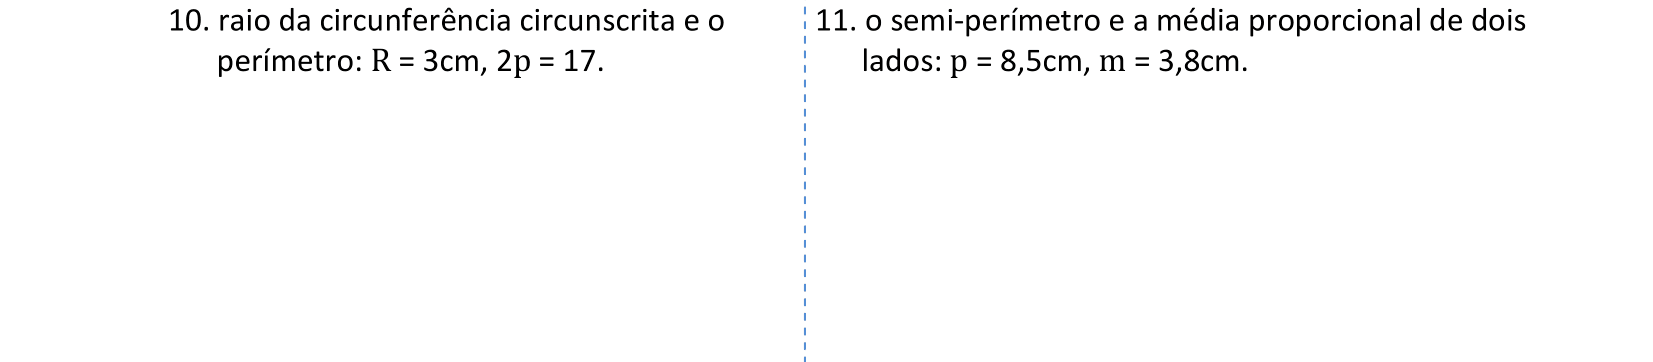 10. raio da circunferência circunscrita e o
perímetro: R = 3cm, 2p = 17.
11. o semi-perímetro e a média proporcional de dois
lados: p = 8,5cm, m = 3,8cm.